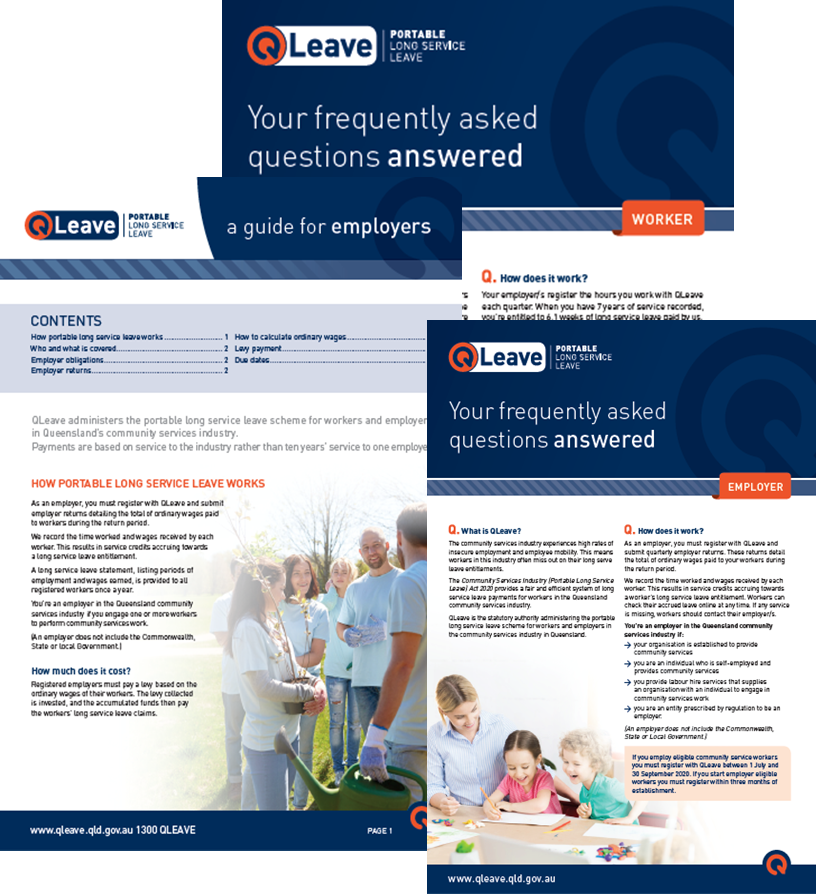 QLeave
PORTABLE
LONG SERVICE
LEAVE
Your frequently asked
questions answered
WORKER
Q. How does it work?
Your employer/s register the hours you work with QLeave
each quarter. When you have 7 years of service recorded,
you're entitled to 6.1 weeks of long service leave paid by us.
QLeave
PORTABLE
LONG SERVICE
LEAVE
a guide for employers
CONTENTS
How portable long service leave works 1
Who and what is covered 2
Employer obligations 2
Employer returns 2
How to calculate ordinary wages
Levy payment
Due dates
QLeave administers the portable long service leave scheme for workers and employer
in Queensland's community services industry.
Payments are based on service to the industry rather than ten years' service to one employe
HOW PORTABLE LONG SERVICE LEAVE WORKS
As an employer, you must register with QLeave and submit
employer returns detailing the total of ordinary wages paid
to workers during the return period.
We record the time worked and wages received by each
worker. This results in service credits accruing towards
a long service leave entitlement.
A long service leave statement, listing periods of
employment and wages earned, is provided to all
registered workers once a year.
You're an employer in the Queensland community
services industry if you engage one or more workers
to perform community services work.
(An employer does not include the Commonwealth,
State or local Government.)
How much does it cost?
Registered employers must pay a levy based on the
ordinary wages of their workers. The levy collected
is invested, and the accumulated funds then pay
the workers' long service leave claims.
www.qleave.qld.gov.au 1300 QLEAVE
PAGE 1
QLeave
PORTABLE
LONG SERVICE
LEAVE
Your frequently asked
questions answered
EMPLOYER
Q. What is QLeave?
The community services industry experiences high rates of
insecure employment and employee mobility. This means
workers in this industry often miss out on their long serve
leave entitlements.
The Community Services Industry (Portable Long Service
Leave) Act 2020 provides a fair and efficient system of long
service leave payments for workers in the Queensland
community services industry.
QLeave is the statutory authority administering the portable
long service leave scheme for workers and employers in
the community services industry in Queensland.
Q. How does it work?
As an employer, you must register with QLeave and
submit quarterly employer returns. These returns detail
the total of ordinary wages paid to your workers during
the return period.
We record the time worked and wages received by each
worker. This results in service credits accruing towards
a worker's long service leave entitlement. Workers can
check their accrued leave online at any time. If any service
is missing, workers should contact their employer/s.
You're an employer in the Queensland community
services industry if:
→ your organisation is established to provide
community services
→ you are an individual who is self-employed and
provides community services
→ you provide labour hire services that supplies
an organisation with an individual to engage in
community services work
→ you are an entity prescribed by regulation to be an
employer.
(An employer does not include the Commonwealth,
State or Local Government.)
If you employ eligible community service workers
you must register with QLeave between 1 July and
30 September 2020. If you start employer eligible
workers you must register within three months of
establishment.
www.qleave.qld.gov.au